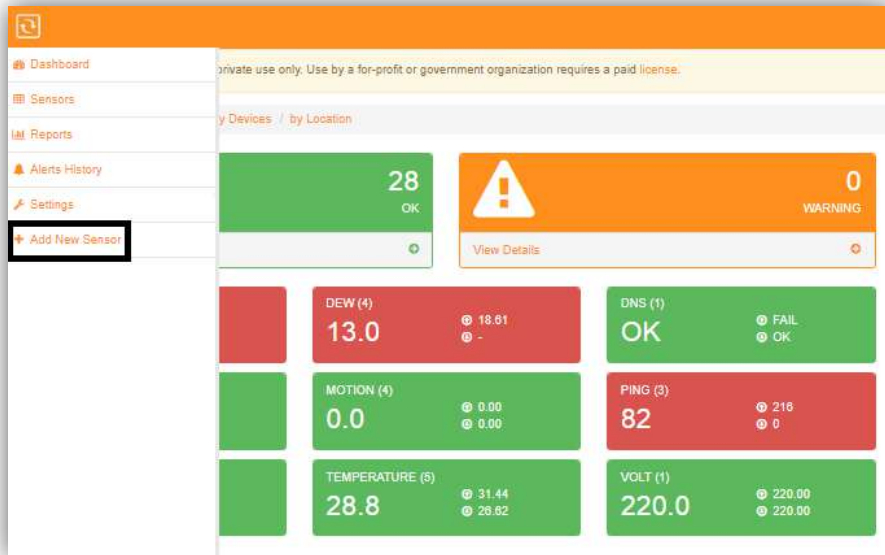 Dashboard
Sensors
Reports
Alerts History
Settings
Add New Sensor
private use only. Use by a for-profit or government organization requires a paid license.
y Devices / by Location
28
OK
0
WARNING
View Details
DEW (4)
13.0
18.61
-
DNS (1)
OK
FAIL
OK
MOTION (4)
0.0
0.00
0.00
PING (3)
82
216
0
TEMPERATURE (5)
28.8
31.44
26.62
VOLT (1)
220.0
220.00
220.00